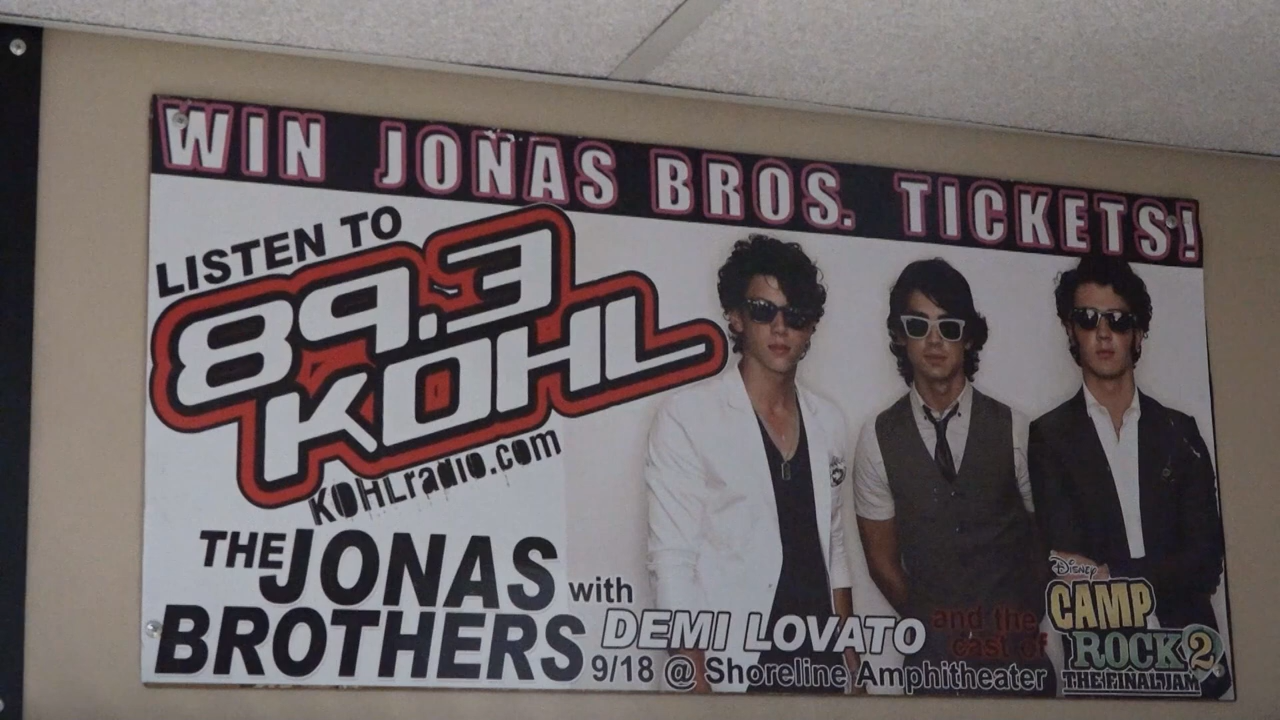 WIN JONAS BROS. TICKETS!
LISTEN TO
89.3
KOHL
KOHLradio.com
THE JONAS
BROTHERS with DEMI LOVATO and the cast of
9/18 @ Shoreline Amphitheater
Disney
CAMP
ROCK 2
THE FINAL JAM